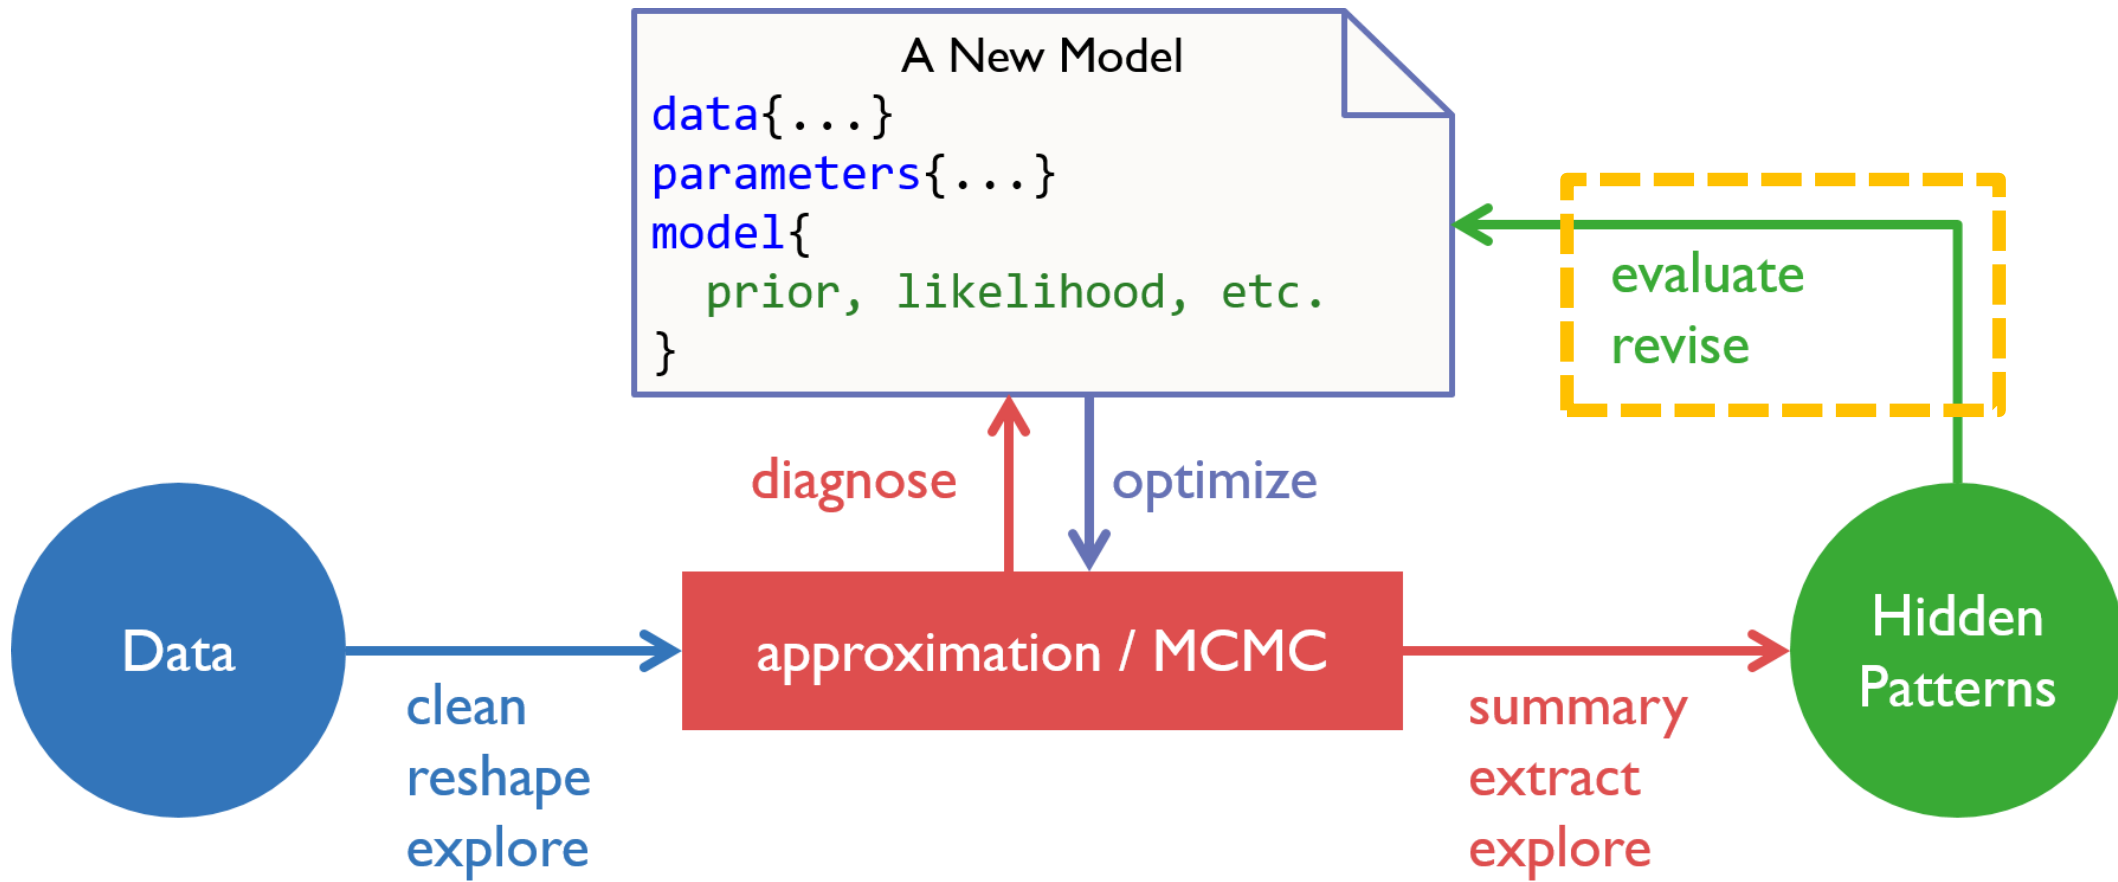 A New Model
data{...}
parameters{...}
model{
prior, likelihood, etc.
}
evaluate
revise
diagnose
optimize
Data
approximation / MCMC
Hidden
Patterns
clean
reshape
explore
summary
extract
explore